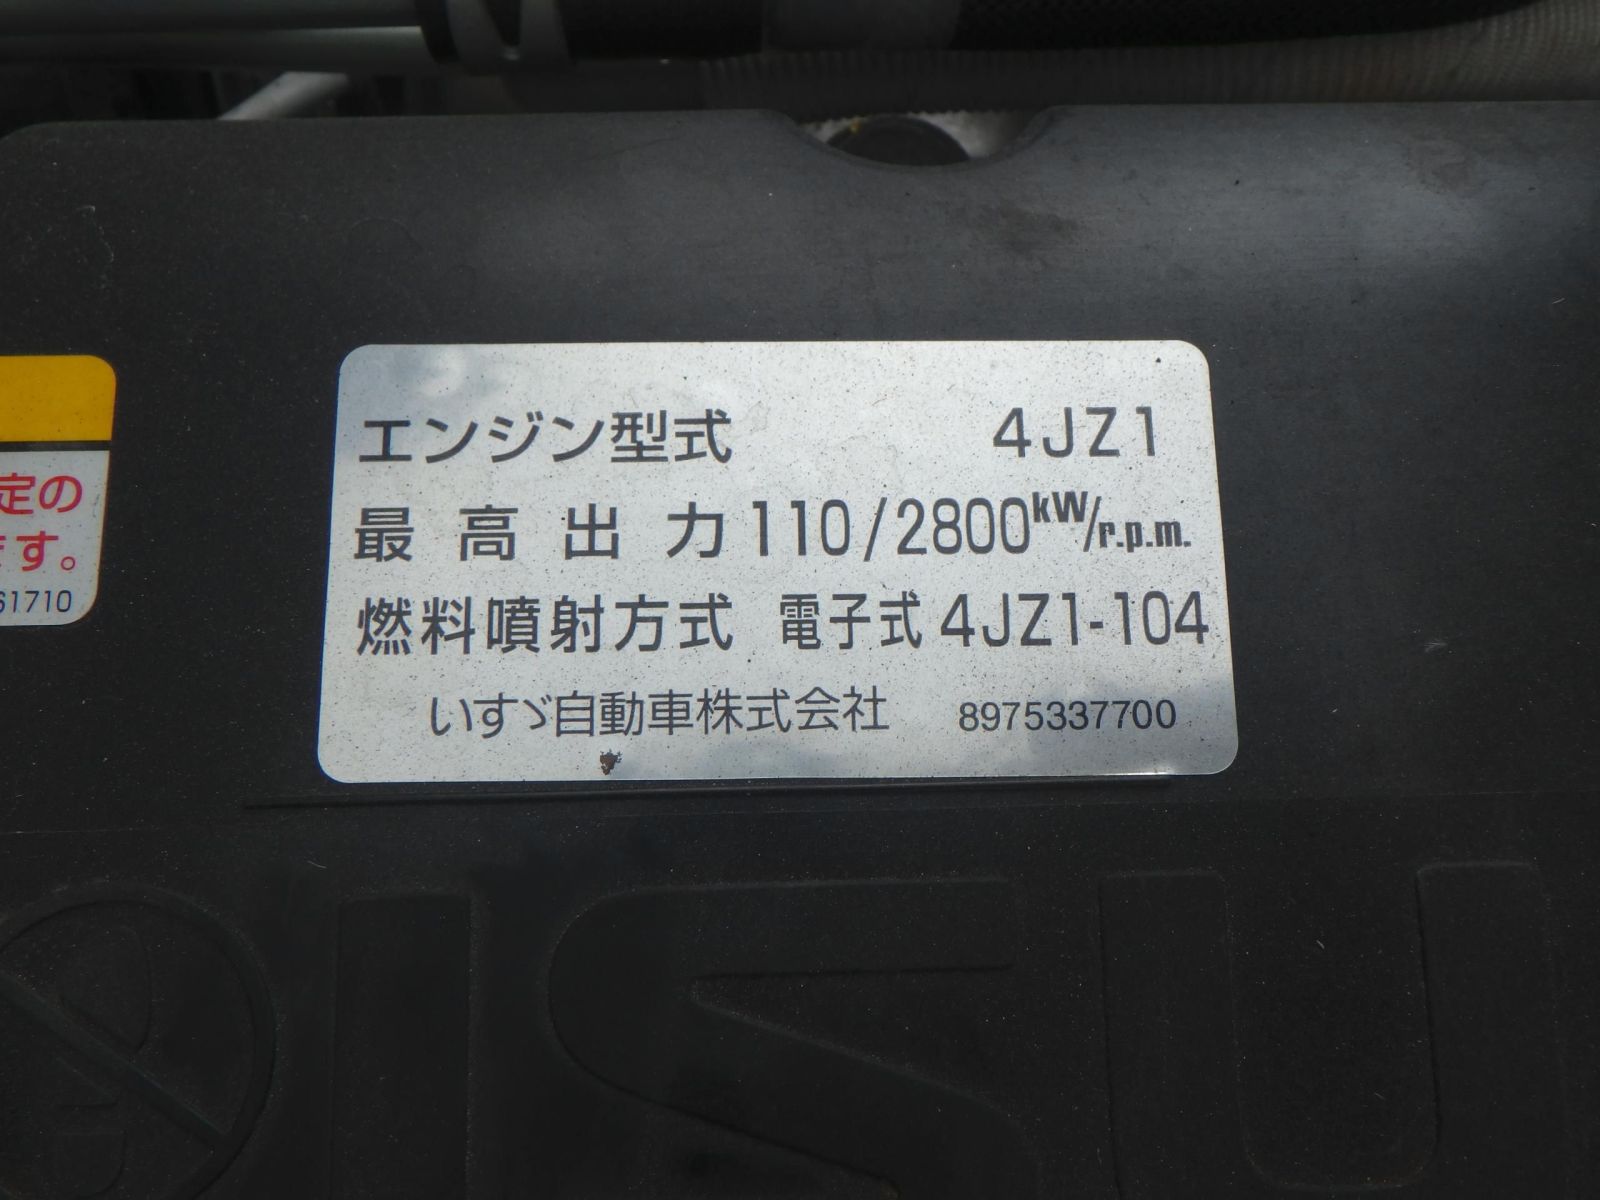 エンジン型式 4JZ1
最高出力 110/2800kW/r.p.m.
燃料噴射方式 電子式 4JZ1-104
いすゞ自動車株式会社 8975337700
定の
ます。
61710
ISU